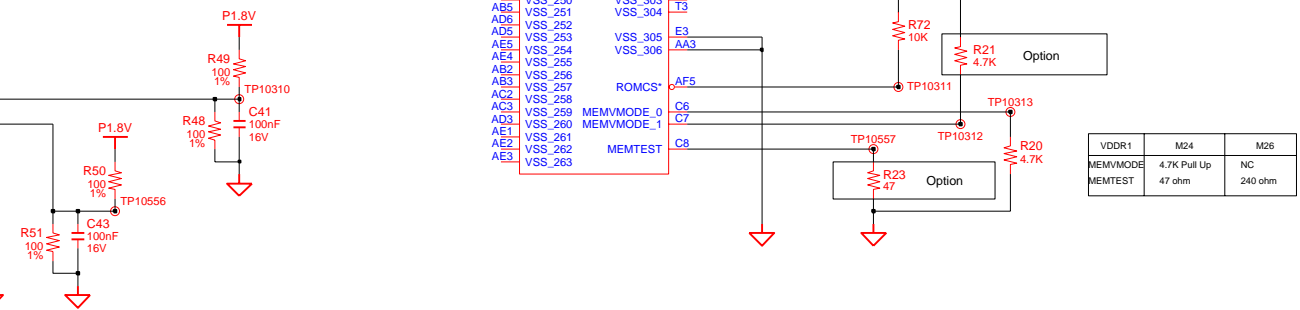 P1.8V
R49
100
1%
TP10310
R48
100
1%
C41
100nF
16V
P1.8V
R50
100
1%
TP10556
R51
100
1%
C43
100nF
16V
AB5 VSS_250
VSS_251
AD6 VSS_252
AD5 VSS_253
AE5 VSS_254
AE4 VSS_255
AB2 VSS_256
AB3 VSS_257
AC2 VSS_258
AC3 VSS_259
AD3 VSS_260
AE1 VSS_261
AE2 VSS_262
AE3 VSS_263
VSS_303
VSS_304 T3
VSS_305 E3
VSS_306 AA3
ROMCS* AF5
MEMVMODE_0 C6
MEMVMODE_1 C7
MEMTEST C8
R72
10K
TP10311
R21
4.7K
Option
TP10313
TP10312
R20
4.7K
TP10557
R23
47
Option
VDDR1 M24 M26
MEMVMODE 4.7K Pull Up NC
MEMTEST 47 ohm 240 ohm